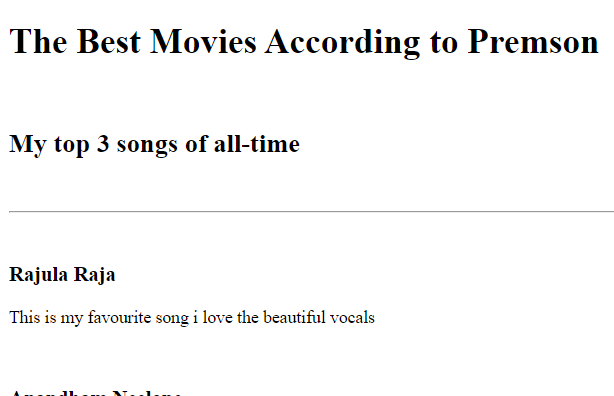 The Best Movies According to Premson
My top 3 songs of all-time
Rajula Raja
This is my favourite song i love the beautiful vocals